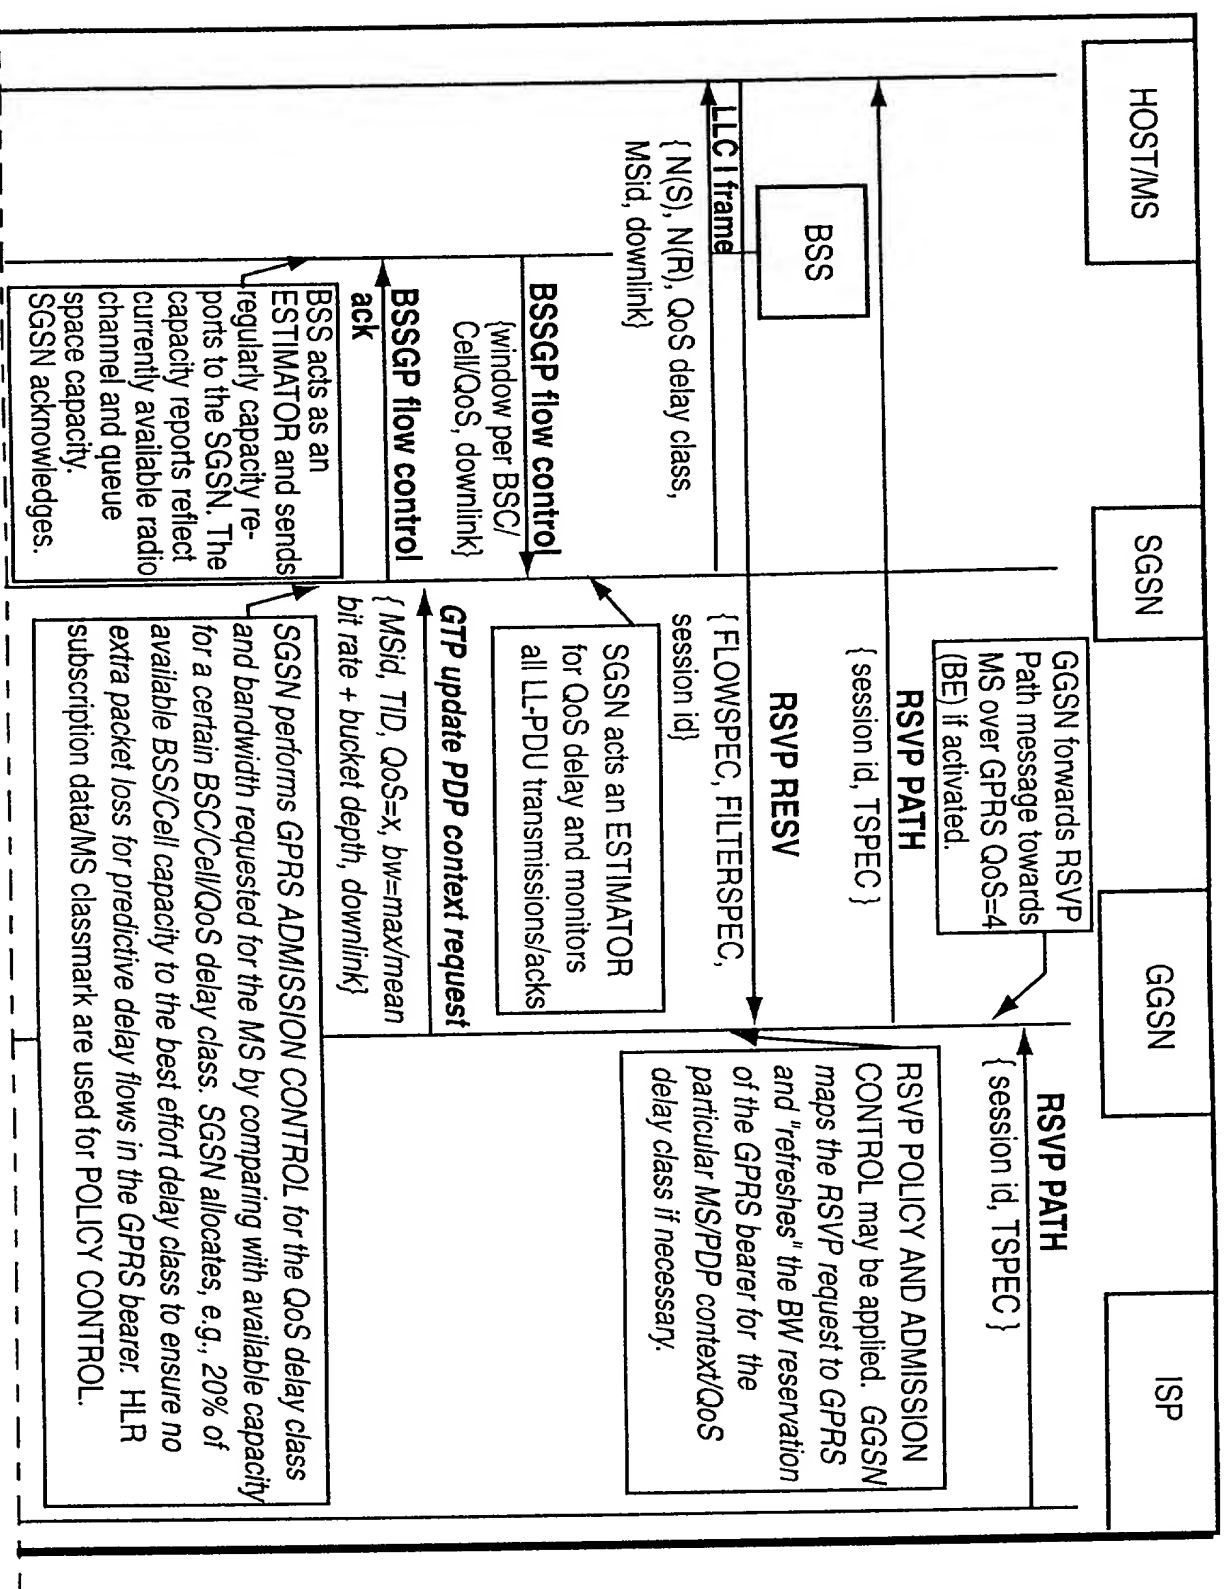 HOST/MS
SGSN
GGSN
ISP
RSVP PATH
{ session id, TSPEC }
GGSN forwards RSVP
Path message towards
MS over GPRS QoS=4
(BE) if activated.
RSVP PATH
{ session id, TSPEC }
BSS
RSVP RESV
{ FLOWSPEC, FILTERSPEC,
session id}
RSVP POLICY AND ADMISSION
CONTROL may be applied. GGSN
maps the RSVP request to GPRS
and "refreshes" the BW reservation
of the GPRS bearer for the
particular MS/PDP context/QoS
delay class if necessary.
LLC I frame
{ N(S), N(R), QoS delay class,
MSid, downlink}
SGSN acts an ESTIMATOR
for QoS delay and monitors
all LL-PDU transmissions/acks
BSSGP flow control
{window per BSC/
Cell/QoS, downlink}
GTP update PDP context request
{ MSid, TID, QoS=x, bw=max/mean
bit rate + bucket depth, downlink}
BSSGP flow control
ack
BSS acts as an
ESTIMATOR and sends
regularly capacity re-
ports to the SGSN. The
capacity reports reflect
currently available radio
channel and queue
space capacity.
SGSN acknowledges.
SGSN performs GPRS ADMISSION CONTROL for the QoS delay class
and bandwidth requested for the MS by comparing with available capacity
for a certain BSC/Cell/QoS delay class. SGSN allocates, e.g., 20% of
available BSS/Cell capacity to the best effort delay class to ensure no
extra packet loss for predictive delay flows in the GPRS bearer. HLR
subscription data/MS classmark are used for POLICY CONTROL.